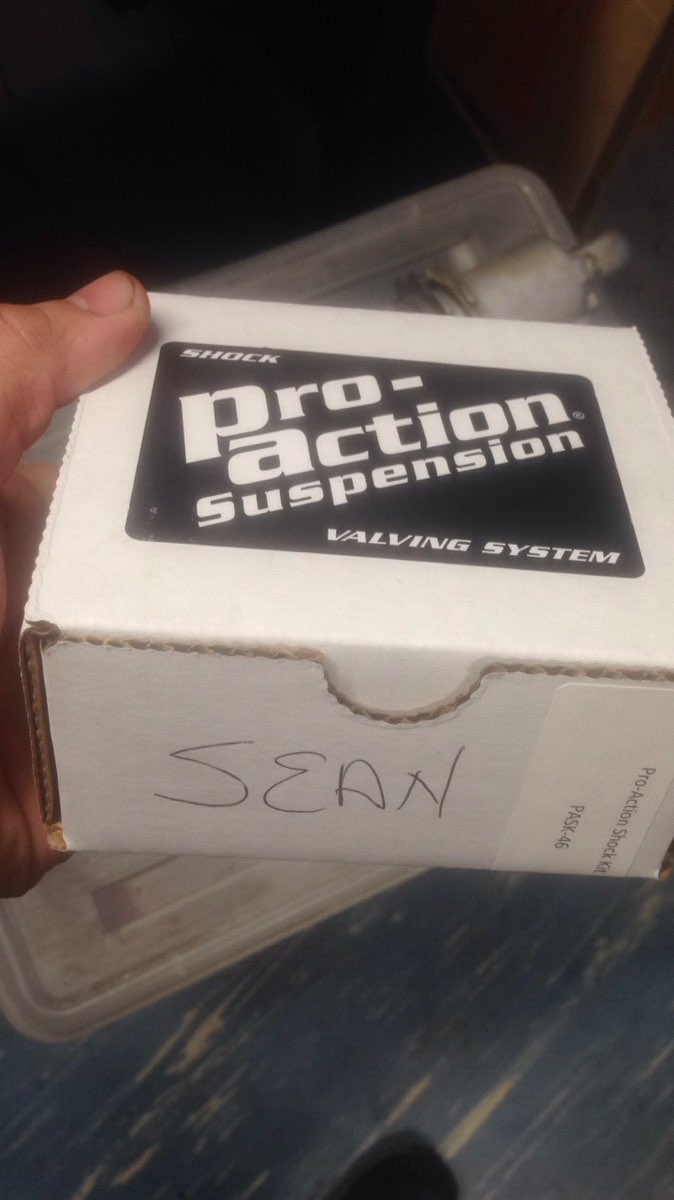 SHOCK
pro-
action®
suspension
VALVING SYSTEM
SEAN
Pro-Action Shock Kit
PASK-46